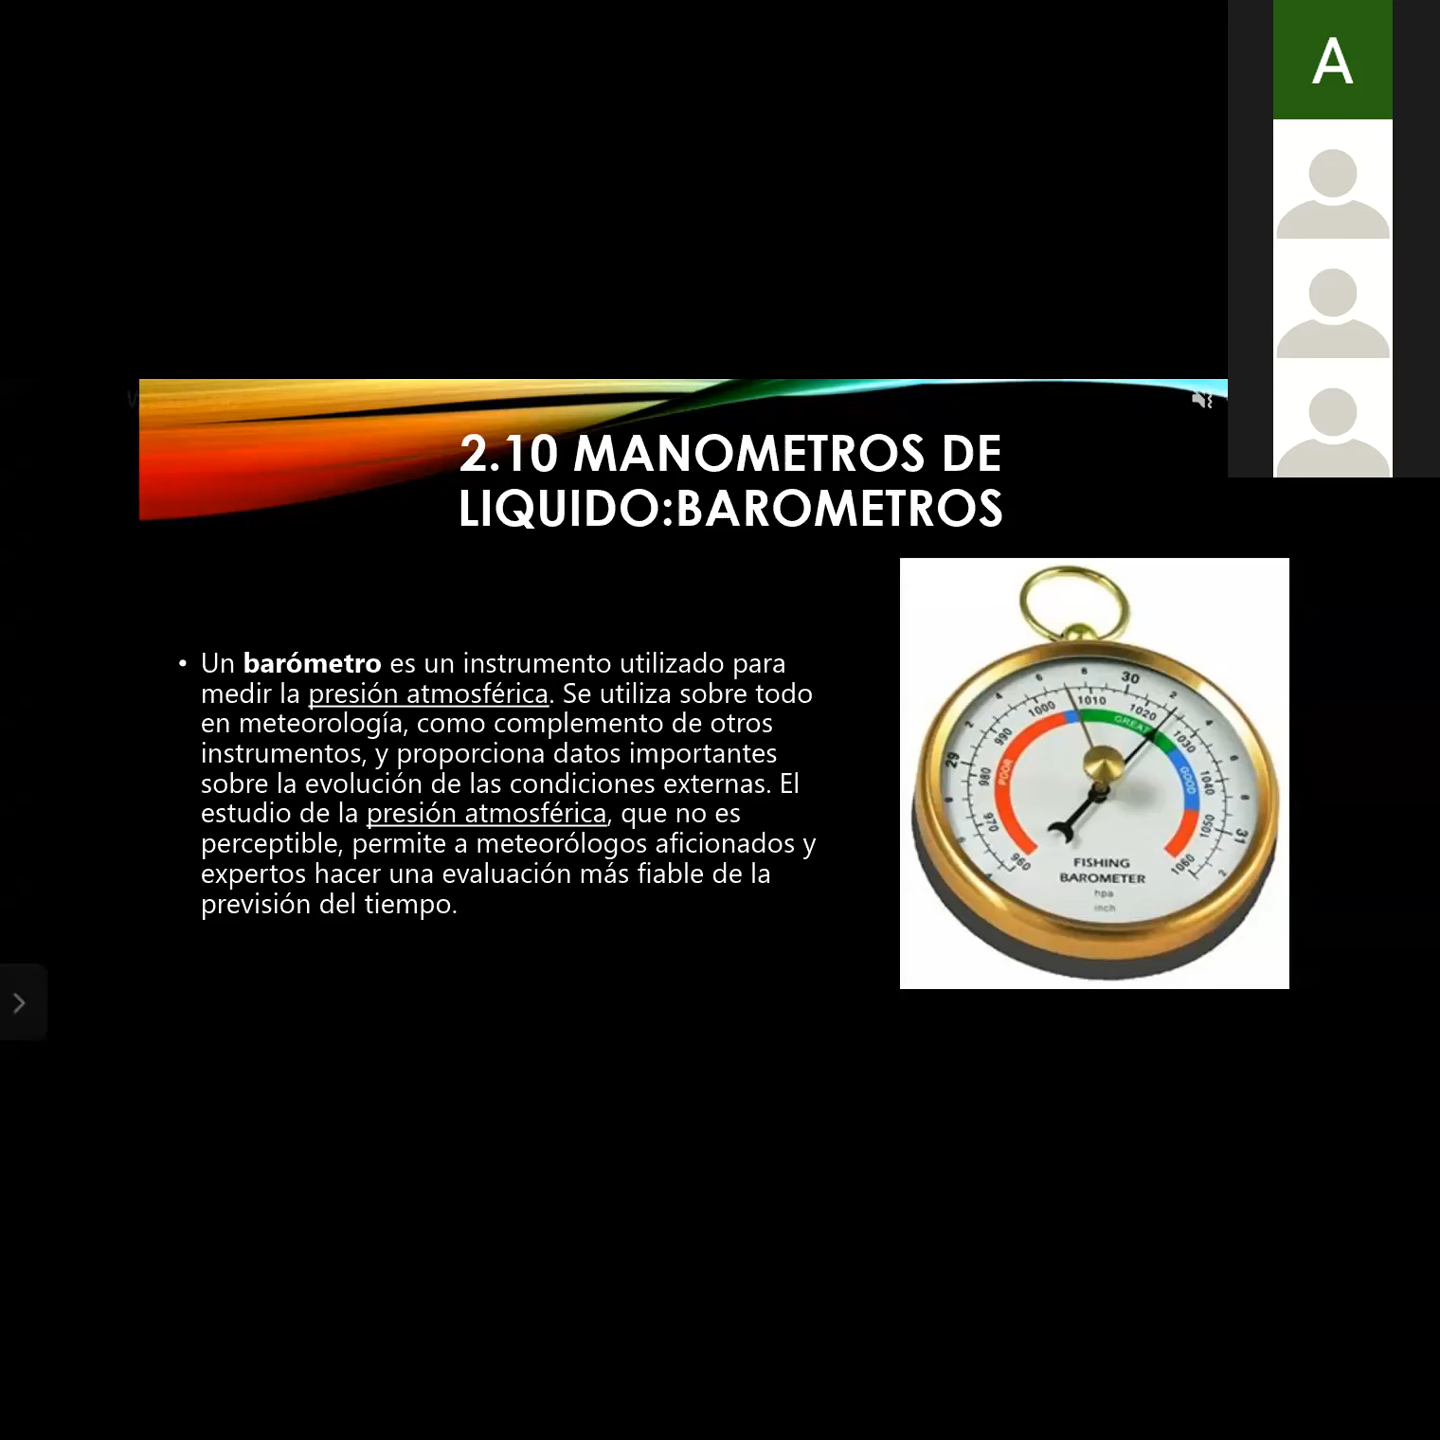 A
2.10 MANOMETROS DE
LIQUIDO:BAROMETROS
• Un barómetro es un instrumento utilizado para
medir la presión atmosférica. Se utiliza sobre todo
en meteorología, como complemento de otros
instrumentos, y proporciona datos importantes
sobre la evolución de las condiciones externas. El
estudio de la presión atmosférica, que no es
perceptible, permite a meteorólogos aficionados y
expertos hacer una evaluación más fiable de la
previsión del tiempo.
29 30 31
960 970 980 990 1000 1010 1020 1030 1040 1050 1060
POOR GREAT GOOD
FISHING
BAROMETER
hpa
inch